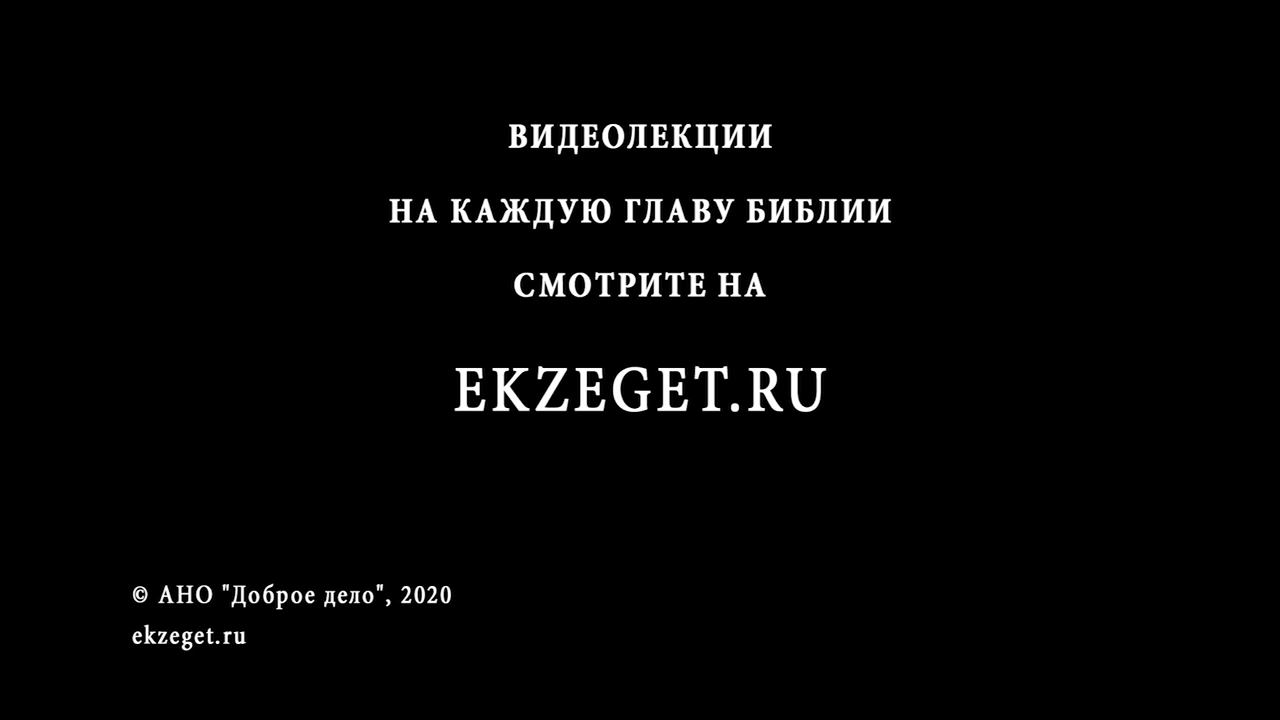 ВИДЕОЛЕКЦИИ
НА КАЖДУЮ ГЛАВУ БИБЛИИ
СМОТРИТЕ НА
EKZEGET.RU
© АНО "Доброе дело", 2020
ekzeget.ru